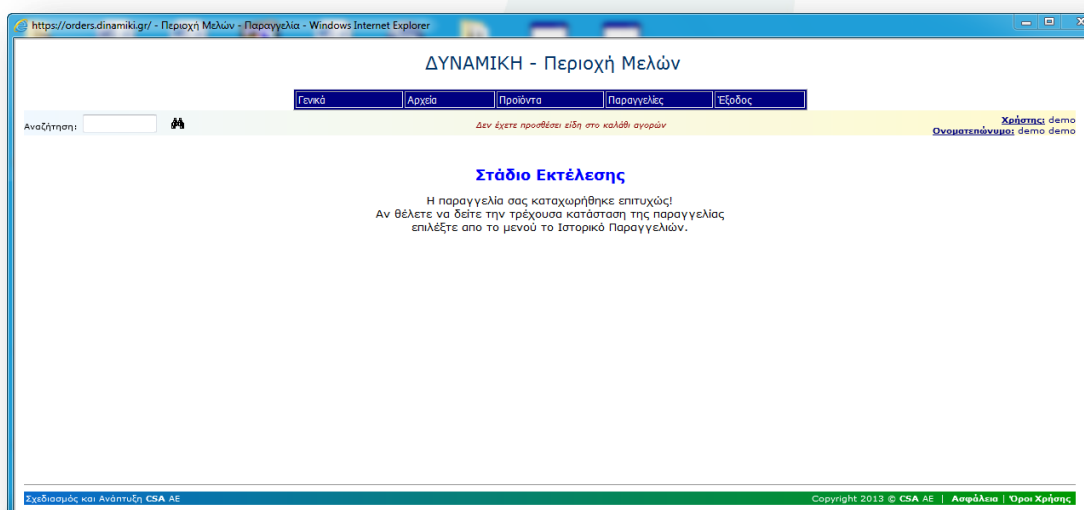 https://orders.dinamiki.gr/ - Περιοχή Μελών - Παραγγελία - Windows Internet Explorer
ΔΥΝΑΜΙΚΗ - Περιοχή Μελών
Γενικά Αρχεία Προϊόντα Παραγγελίες Έξοδος
Αναζήτηση: Δεν έχετε προσθέσει είδη στο καλάθι αγορών Χρήστης: demo
Ονοματεπώνυμο: demo demo
Στάδιο Εκτέλεσης
Η παραγγελία σας καταχωρήθηκε επιτυχώς!
Αν θέλετε να δείτε την τρέχουσα κατάσταση της παραγγελίας
επιλέξτε απο το μενού το Ιστορικό Παραγγελιών.
Σχεδιασμός και Ανάπτυξη CSA AE Copyright 2013 © CSA AE | Ασφάλεια | Όροι Χρήσης